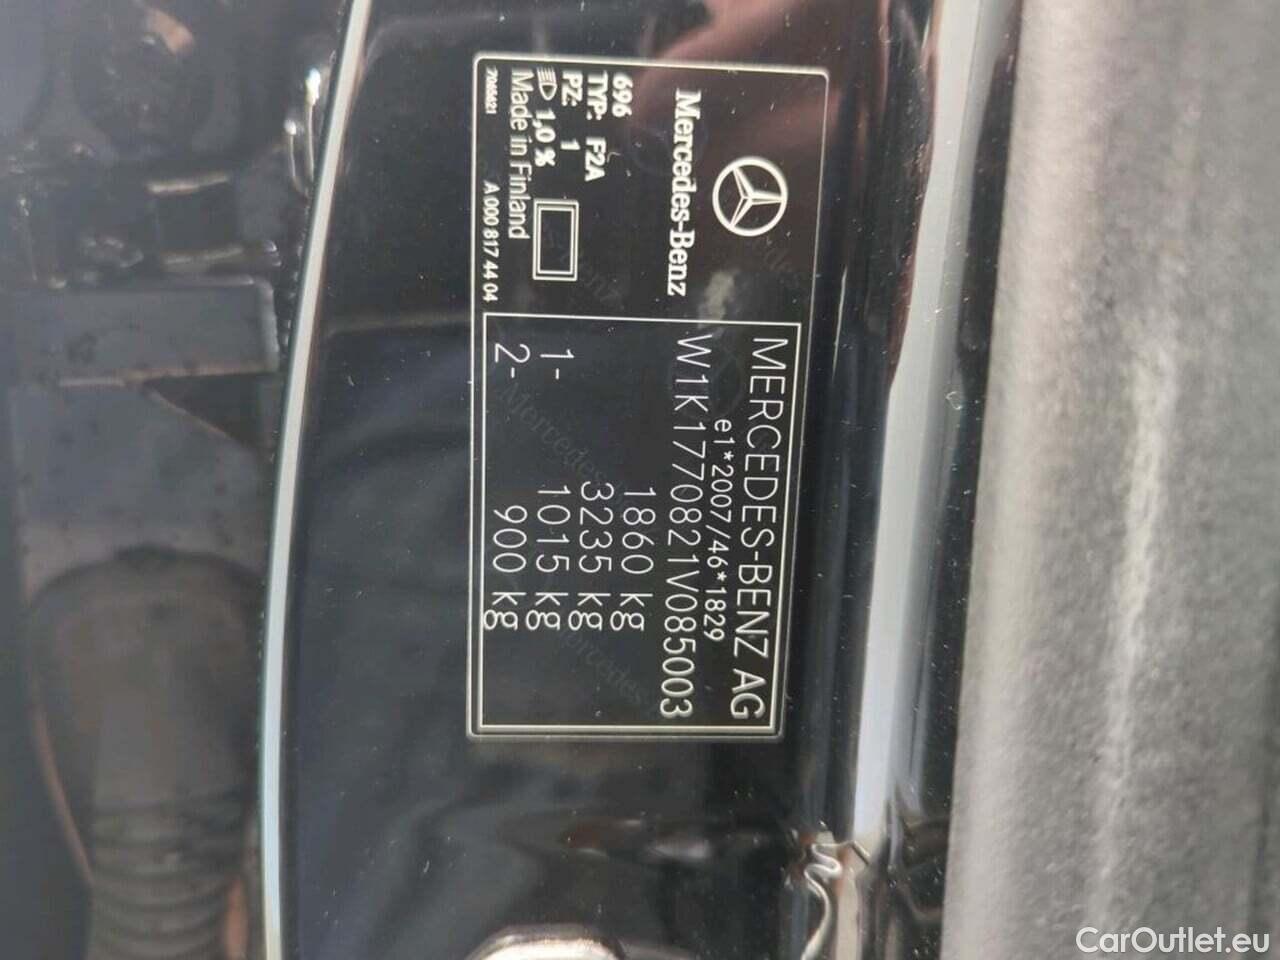 Mercedes-Benz
696
TYP: F2A
PZ: 1
1,0 %
Made in Finland
A 000 817 44 04
MERCEDES-BENZ AG
e1*2007/46*1829
W1K1770821V085003
1860 kg
3235 kg
1- 1015 kg
2- 900 kg
CarOutlet.eu